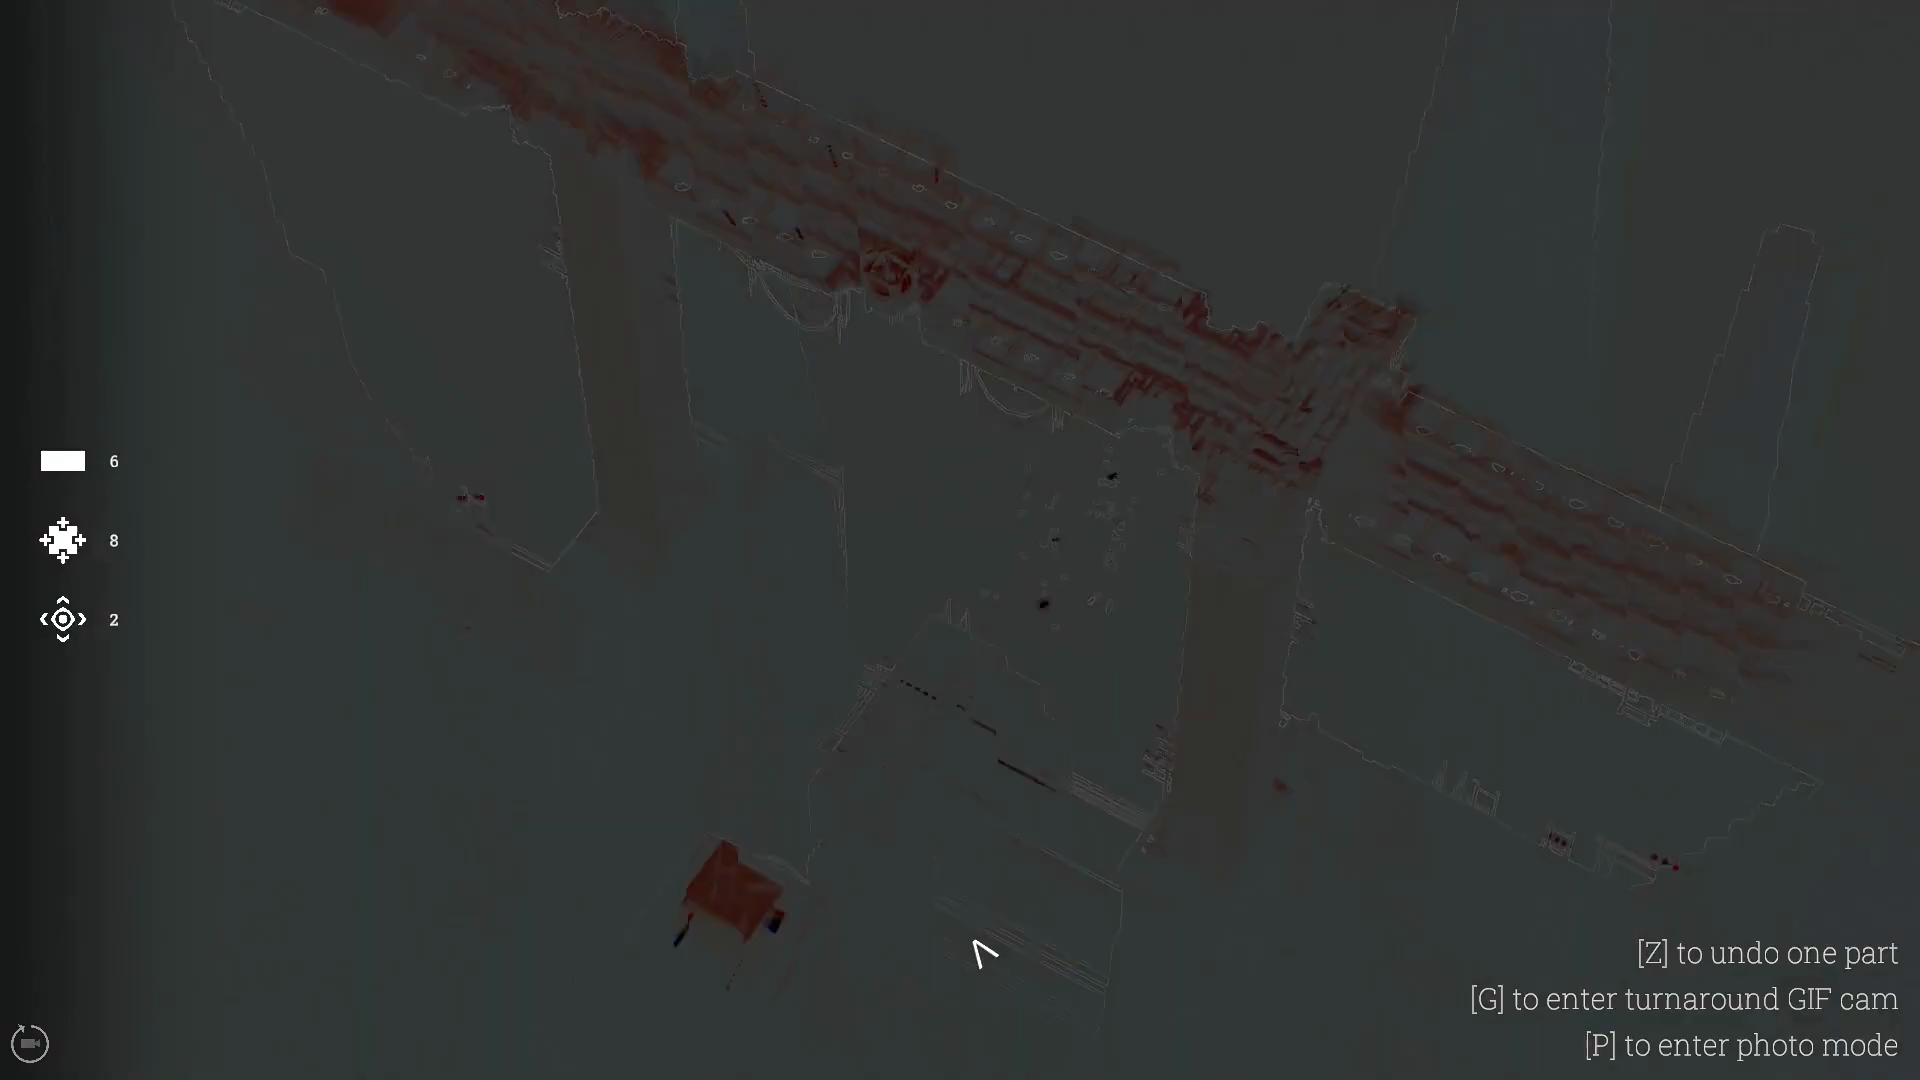 6
8
2
[Z] to undo one part
[G] to enter turnaround GIF cam
[P] to enter photo mode